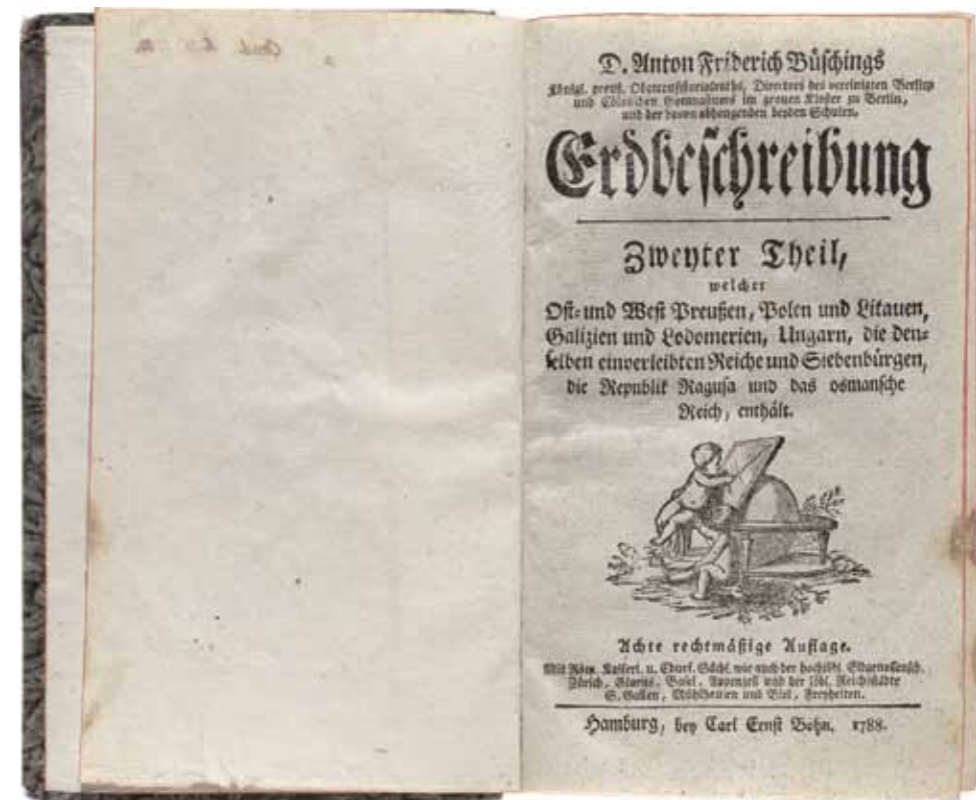 D. Anton Friderich Büschings
Königl. preuß. Oberconsistorialraths, Directors des vereinigten Berlin
und Cölnischen Gymnasiums im grauen Kloster zu Berlin,
und der davon abhangenden beyden Schulen,
Erdbeschreibung
Zweyter Theil,
welcher
Ost- und West Preußen, Polen und Litauen,
Galizien und Lodomerien, Ungarn, die den-
selben einverleibten Reiche und Siebenbürgen,
die Republik Ragusa und das osmansche
Reich, enthält.
Achte rechtmäßige Auflage.
Mit Röm. Kaiserl. u. Churf. Sächs. wie auch der hochlöbl. Eidgenossensch.
Zürich, Glarus, Basel, Appenzell und der löbl. Reichsstädte
S. Gallen, Mühlhausen und Biel, Freyheiten.
Hamburg, bey Carl Ernst Bohn. 1788.